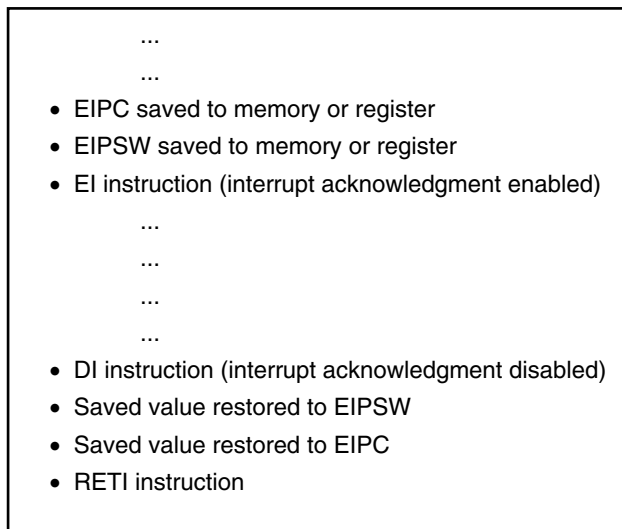 ...
...
• EIPC saved to memory or register
• EIPSW saved to memory or register
• EI instruction (interrupt acknowledgment enabled)
...
...
...
...
• DI instruction (interrupt acknowledgment disabled)
• Saved value restored to EIPSW
• Saved value restored to EIPC
• RETI instruction